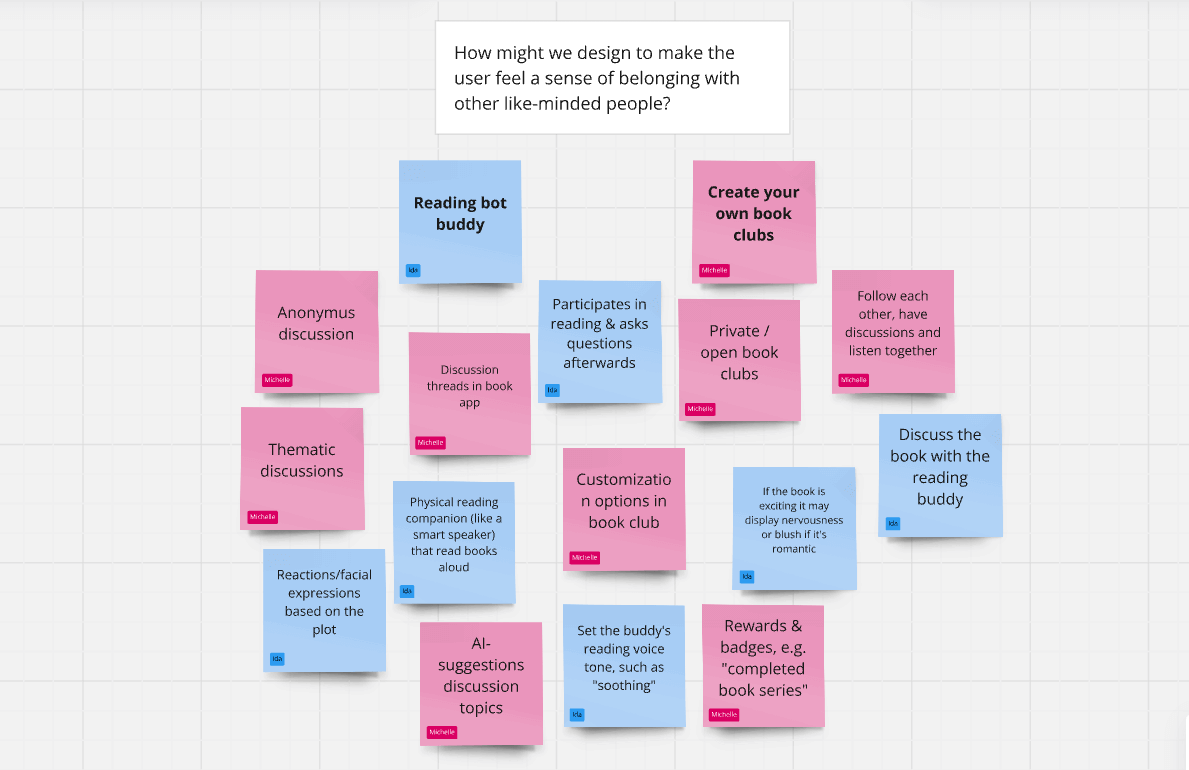 How might we design to make the
user feel a sense of belonging with
other like-minded people?
Reading bot
buddy
Ida
Create your
own book
clubs
Michelle
Anonymus
discussion
Michelle
Discussion
threads in book
app
Michelle
Participates in
reading & asks
questions
afterwards
Ida
Private /
open book
clubs
Michelle
Follow each
other, have
discussions and
listen together
Michelle
Thematic
discussions
Michelle
Physical reading
companion (like a
smart speaker)
that read books
aloud
Ida
Customizatio
n options in
book club
Michelle
If the book is
exciting it may
display nervousness
or blush if it's
romantic
Ida
Discuss the
book with the
reading
buddy
Ida
Reactions/facial
expressions
based on the
plot
Ida
AI-
suggestions
discussion
topics
Michelle
Set the buddy's
reading voice
tone, such as
"soothing"
Ida
Rewards &
badges, e.g.
"completed
book series"
Michelle